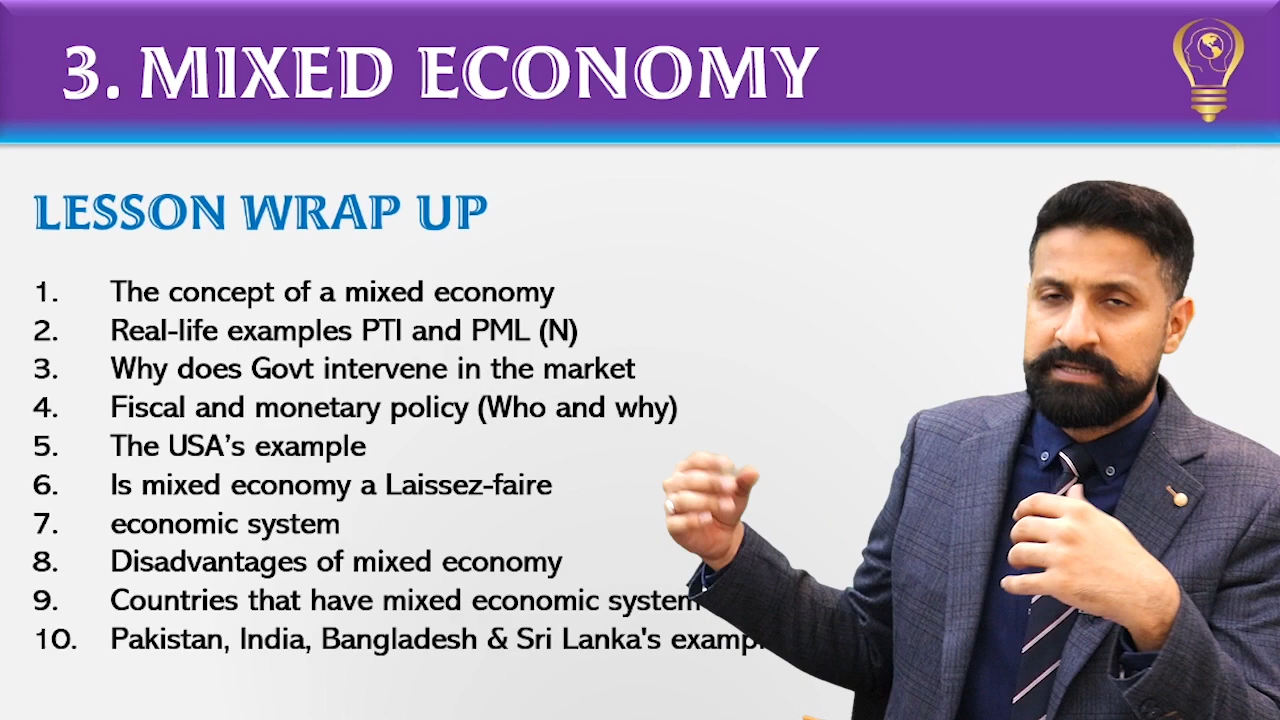 3. MIXED ECONOMY
LESSON WRAP UP
1. The concept of a mixed economy
2. Real-life examples PTI and PML (N)
3. Why does Govt intervene in the market
4. Fiscal and monetary policy (Who and why)
5. The USA's example
6. Is mixed economy a Laissez-faire
7. economic system
8. Disadvantages of mixed economy
9. Countries that have mixed economic system
10. Pakistan, India, Bangladesh & Sri Lanka's